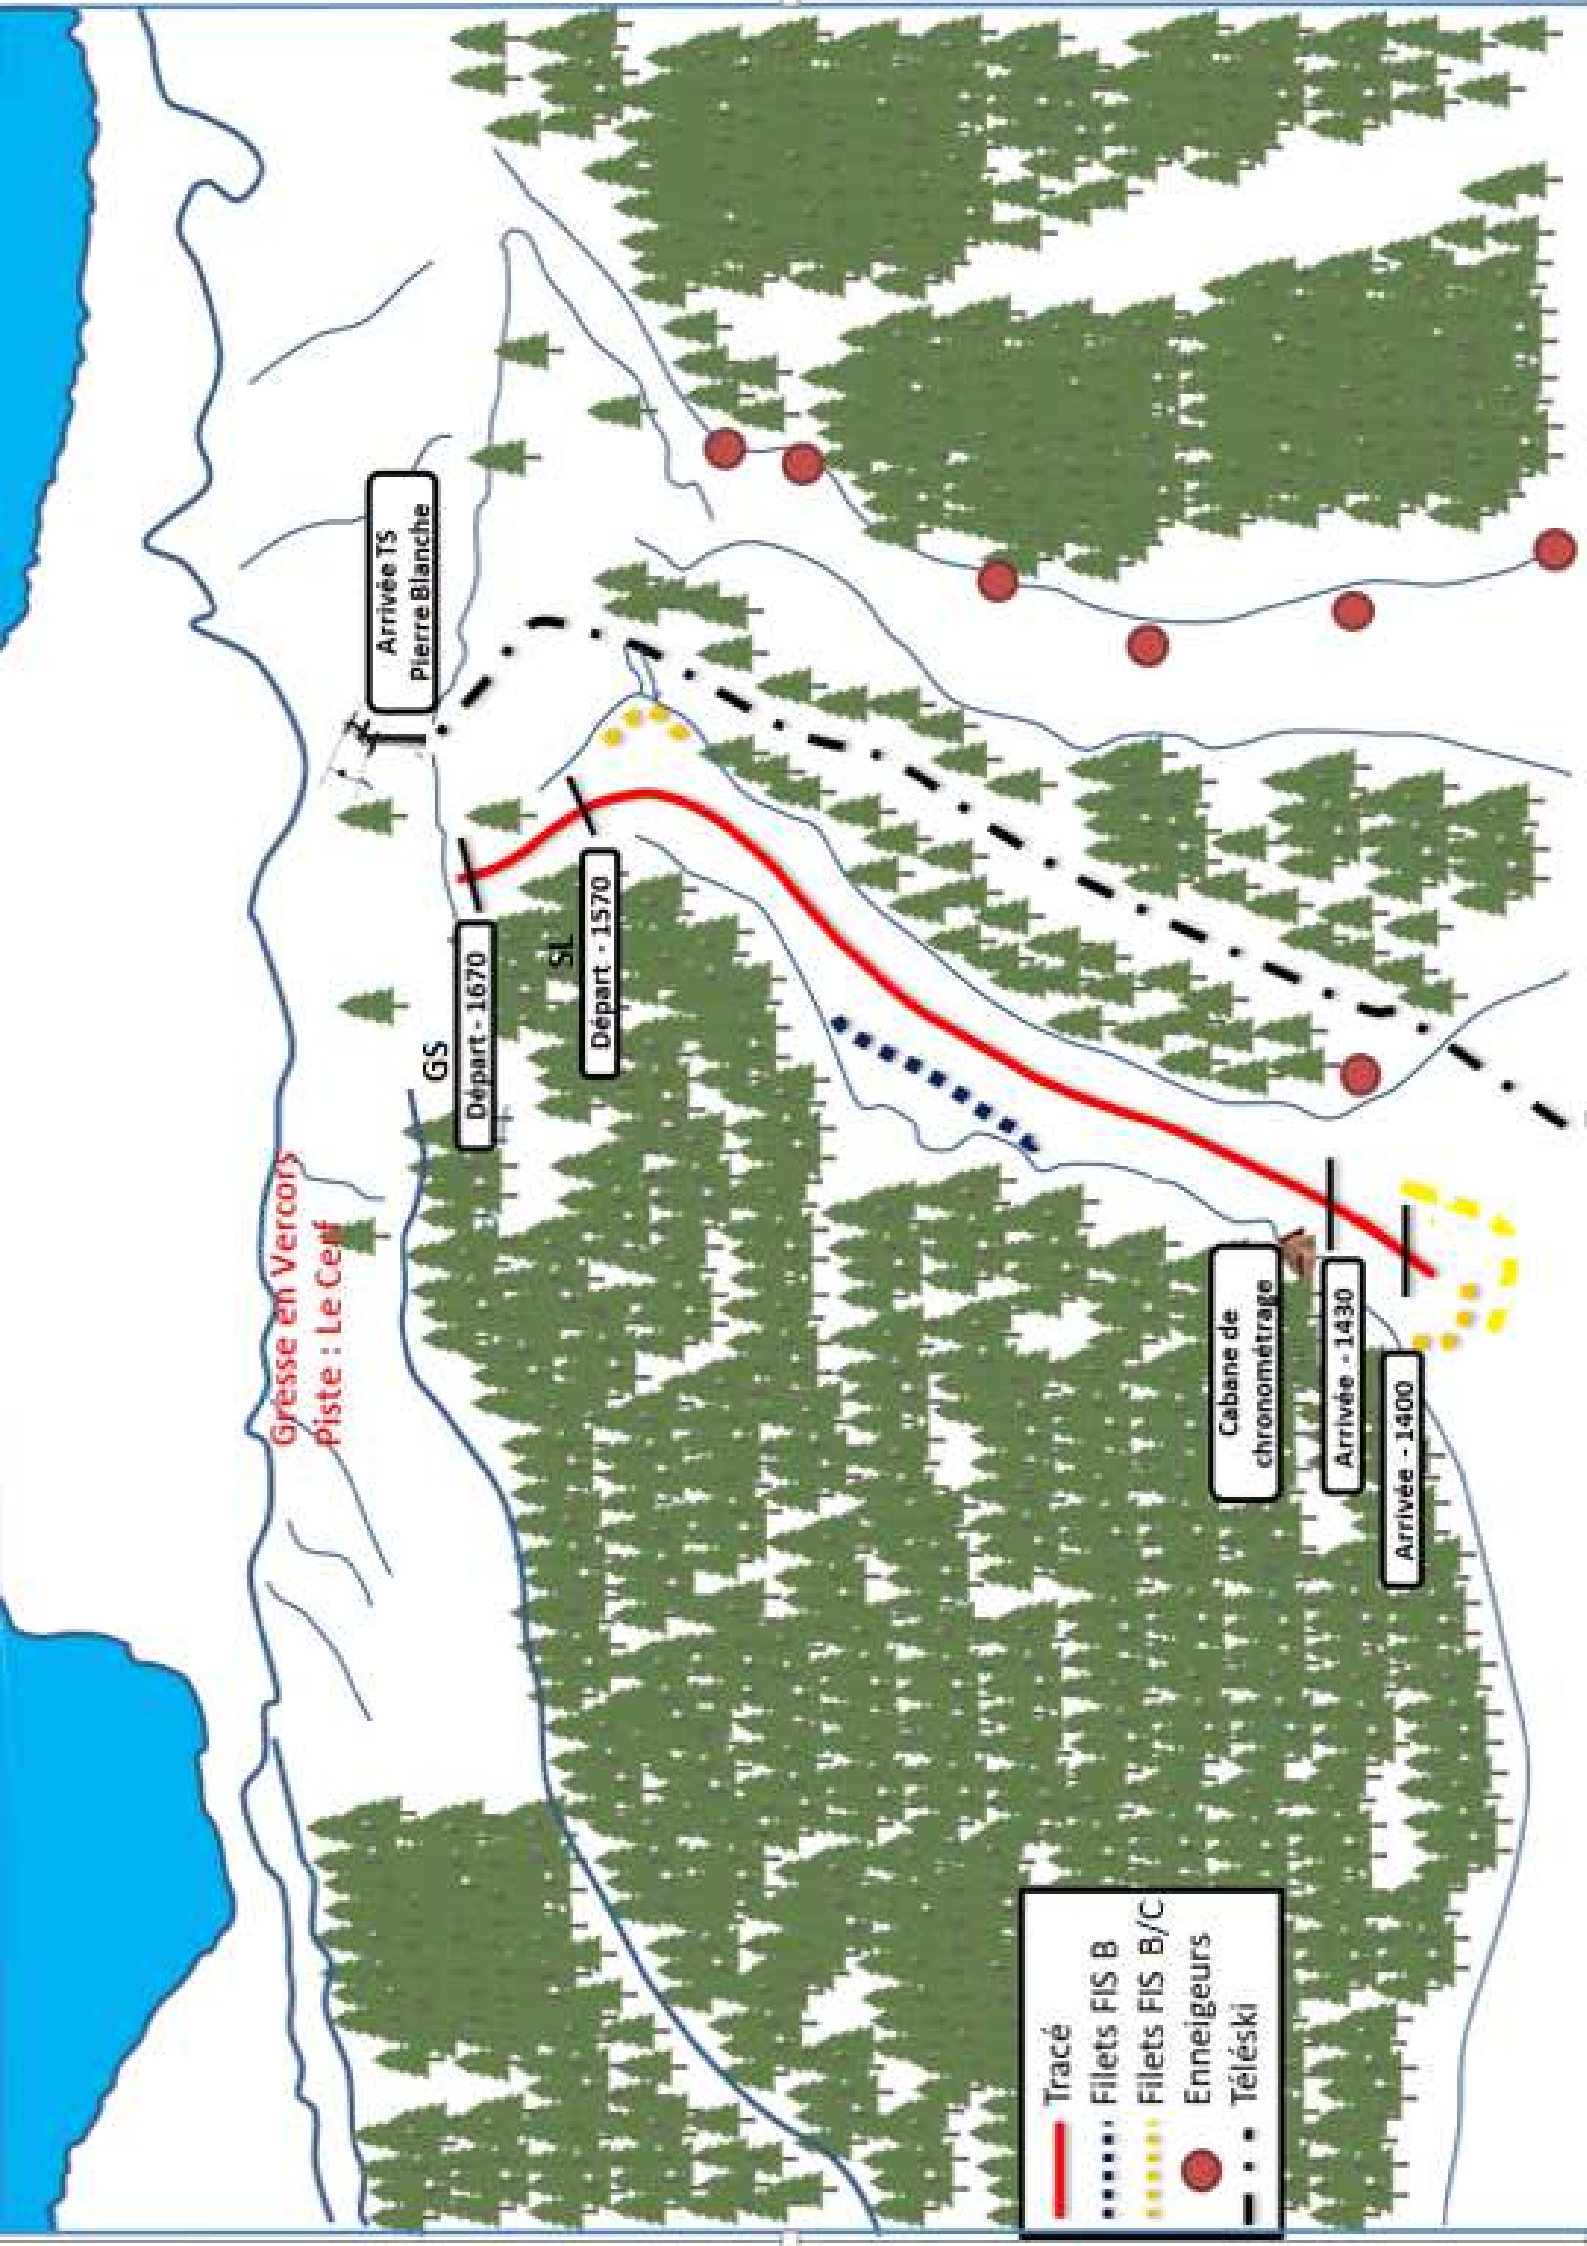 Gresse en Vercors
Piste : Le Cerf
Arrivée TS
Pierre Blanche
GS
Départ - 1670
SL
Départ - 1570
Cabane de
chronométrage
Arrivée - 1430
Arrivée - 1400
Tracé
Filets FIS B
Filets FIS B/C
Enneigeurs
Téléski